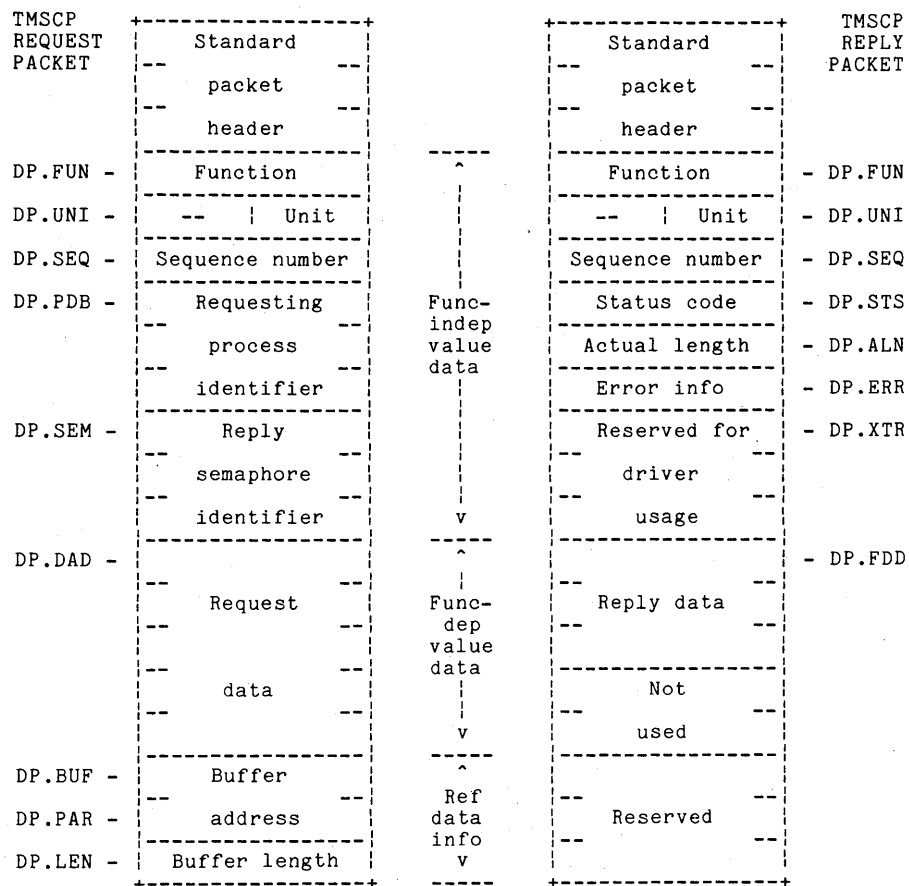 TMSCP REQUEST PACKET
Standard
packet
header
DP.FUN - Function
DP.UNI - -- | Unit
DP.SEQ - Sequence number
DP.PDB - Requesting
process
identifier
DP.SEM - Reply
semaphore
identifier
DP.DAD -
Request
data
DP.BUF - Buffer
DP.PAR - address
DP.LEN - Buffer length
Func-
indep
value
data
Func-
dep
value
data
Ref
data
info
TMSCP REPLY PACKET
Standard
packet
header
Function - DP.FUN
-- | Unit - DP.UNI
Sequence number - DP.SEQ
Status code - DP.STS
Actual length - DP.ALN
Error info - DP.ERR
Reserved for - DP.XTR
driver
usage
- DP.FDD
Reply data
Not
used
Reserved